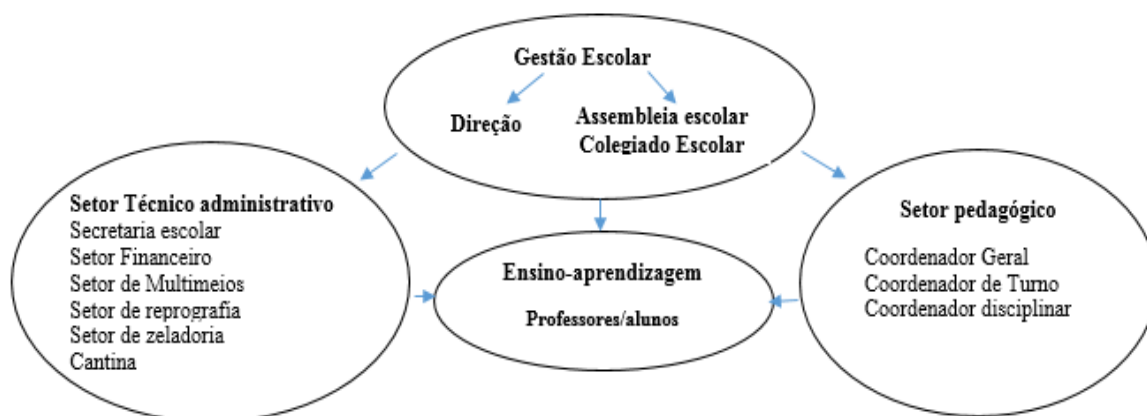 Gestão Escolar
Direção
Assembleia escolar
Colegiado Escolar
Setor Técnico administrativo
Secretaria escolar
Setor Financeiro
Setor de Multimeios
Setor de reprografía
Setor de zeladoria
Cantina
Ensino-aprendizagem
Professores/alunos
Setor pedagógico
Coordenador Geral
Coordenador de Turno
Coordenador disciplinar